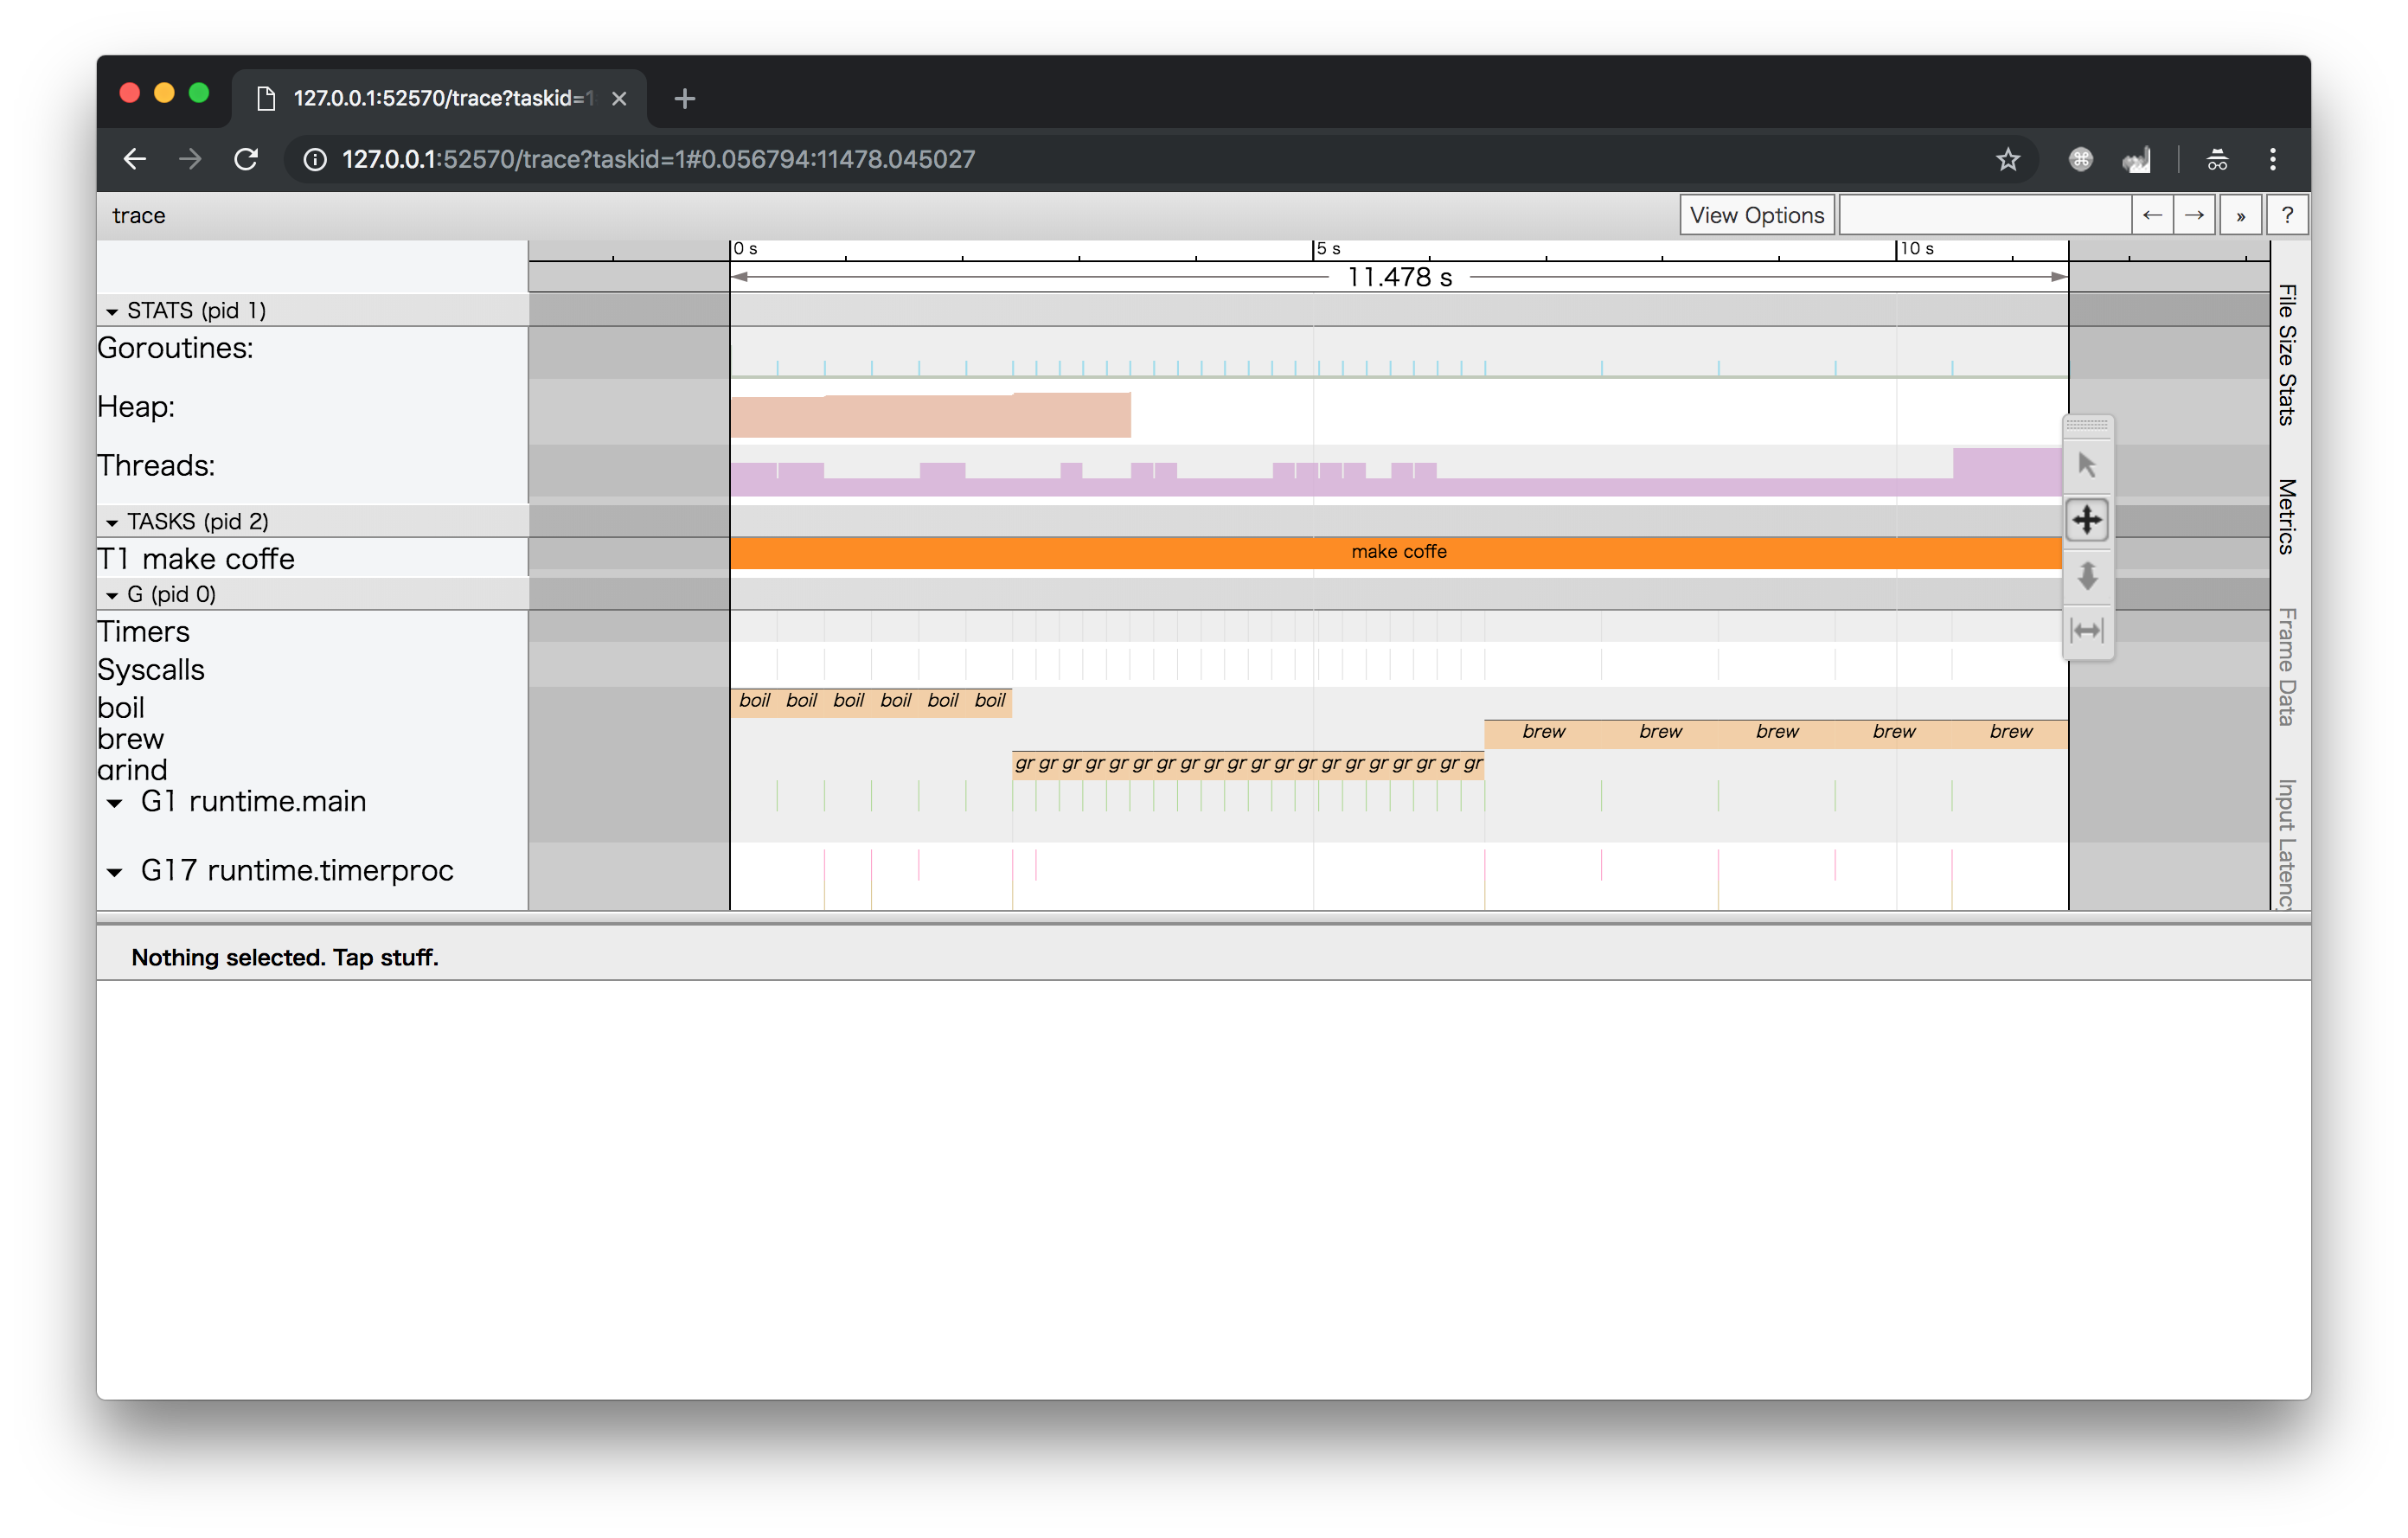 127.0.0.1:52570/trace?taskid=1
127.0.0.1:52570/trace?taskid=1#0.056794:11478.045027
trace
View Options
← → » ?
0 s 5 s 10 s
11.478 s
STATS (pid 1)
Goroutines:
Heap:
Threads:
TASKS (pid 2)
T1 make coffe
make coffe
G (pid 0)
Timers
Syscalls
boil
boil boil boil boil boil boil
brew
brew brew brew brew brew
grind
gr gr gr gr gr gr gr gr gr gr gr gr gr gr gr gr gr gr gr gr
G1 runtime.main
G17 runtime.timerproc
File Size Stats
Metrics
Frame Data
Input Latency
Nothing selected. Tap stuff.